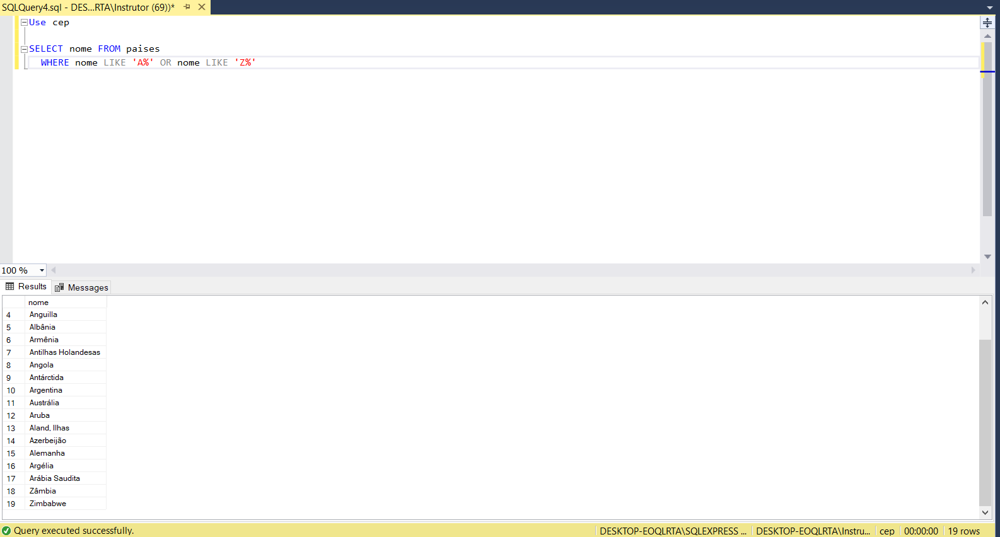 SQLQuery4.sql - DES...RTA\Instrutor (69))*
Use cep
SELECT nome FROM paises
WHERE nome LIKE 'A%' OR nome LIKE 'Z%'
100 %
Results Messages
nome
4 Anguilla
5 Albânia
6 Armênia
7 Antilhas Holandesas
8 Angola
9 Antárctida
10 Argentina
11 Austrália
12 Aruba
13 Aland, Ilhas
14 Azerbeijão
15 Alemanha
16 Argélia
17 Arábia Saudita
18 Zâmbia
19 Zimbabwe
Query executed successfully. DESKTOP-EOQLRTA\SQLEXPRESS ... DESKTOP-EOQLRTA\Instru... cep 00:00:00 19 rows